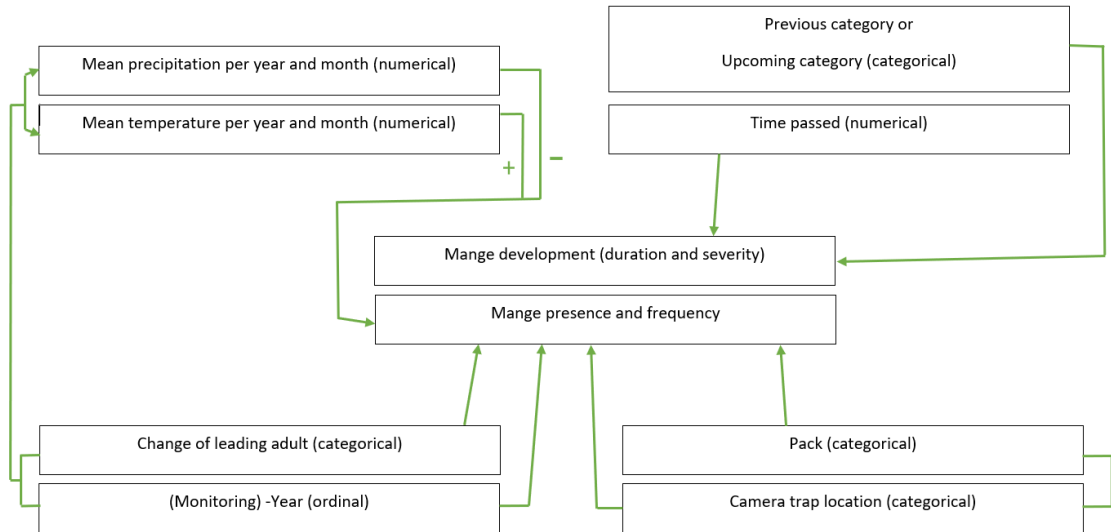 Previous category or
Upcoming category (categorical)
Mean precipitation per year and month (numerical)
Mean temperature per year and month (numerical)
Time passed (numerical)
+
−
Mange development (duration and severity)
Mange presence and frequency
Change of leading adult (categorical)
Pack (categorical)
(Monitoring) -Year (ordinal)
Camera trap location (categorical)